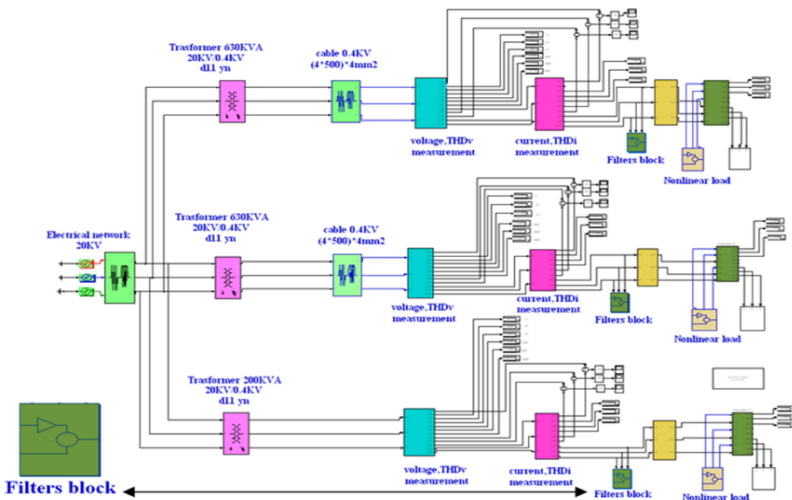 Trasformer 630KVA
20KV/0.4KV
d11 yn
cable 0.4KV
(4*500)*4mm2
voltage,THDv
measurement
current,THDi
measurement
Filters block
Nonlinear load
Electrical network
20KV
Trasformer 630KVA
20KV/0.4KV
d11 yn
cable 0.4KV
(4*500)*4mm2
voltage,THDv
measurement
current,THDi
measurement
Filters block
Nonlinear load
Trasformer 200KVA
20KV/0.4KV
d11 yn
voltage,THDv
measurement
current,THDi
measurement
Filters block
Nonlinear load
Filters block